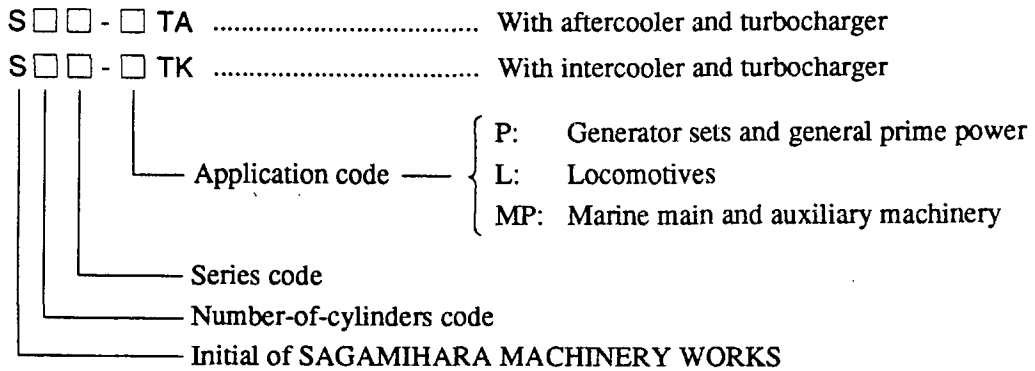 S□□-□ TA .................................... With aftercooler and turbocharger
S□□-□ TK .................................... With intercooler and turbocharger
P: Generator sets and general prime power
Application code
L: Locomotives
MP: Marine main and auxiliary machinery
Series code
Number-of-cylinders code
Initial of SAGAMIHARA MACHINERY WORKS